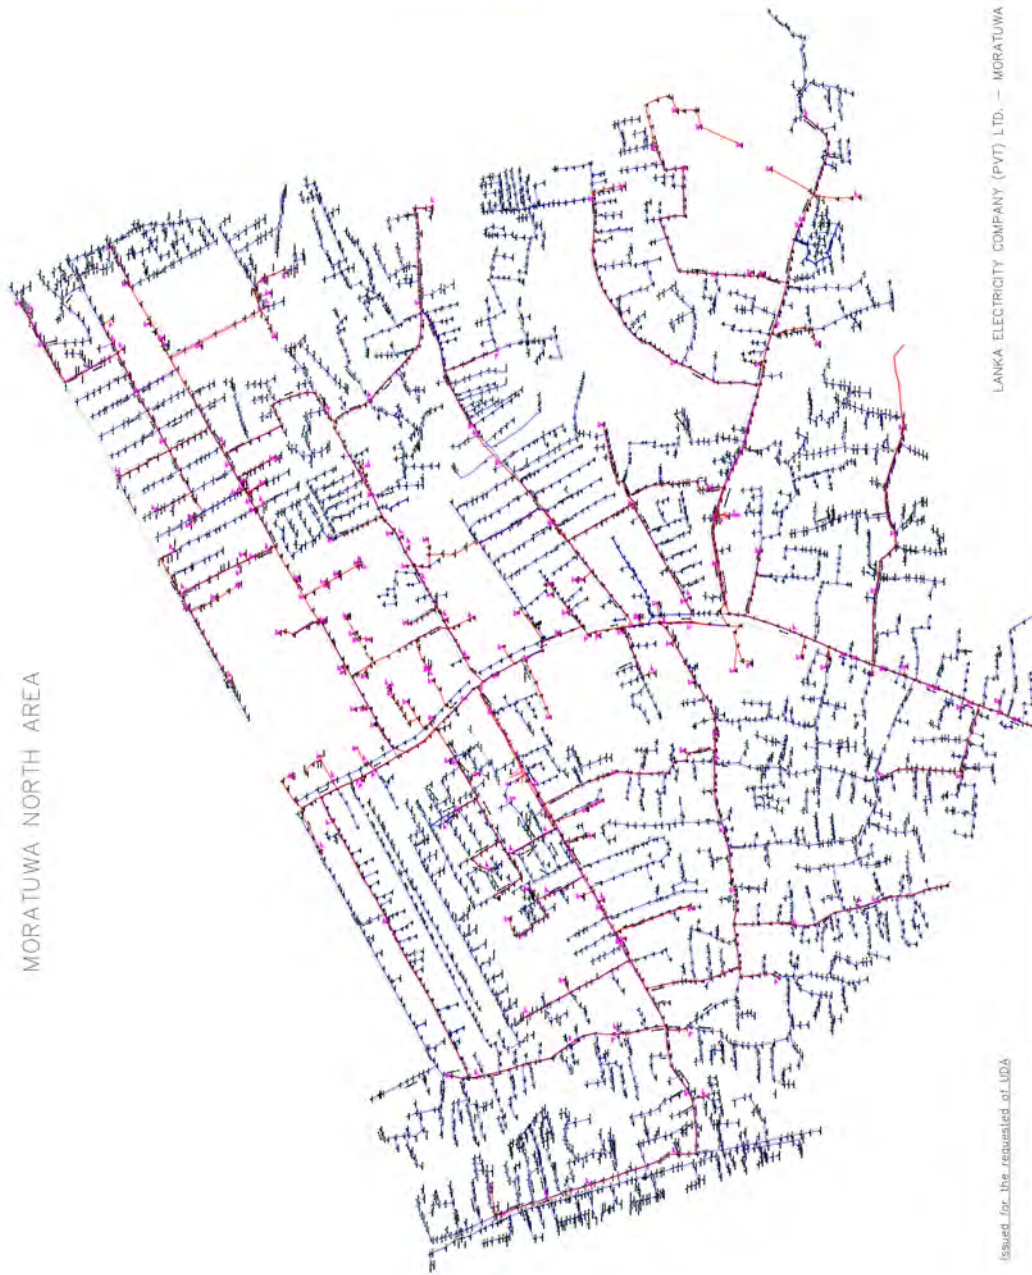 MORATUWA NORTH AREA
LANKA ELECTRICITY COMPANY (PVT) LTD. – MORATUWA
Issued for the requested of UDA